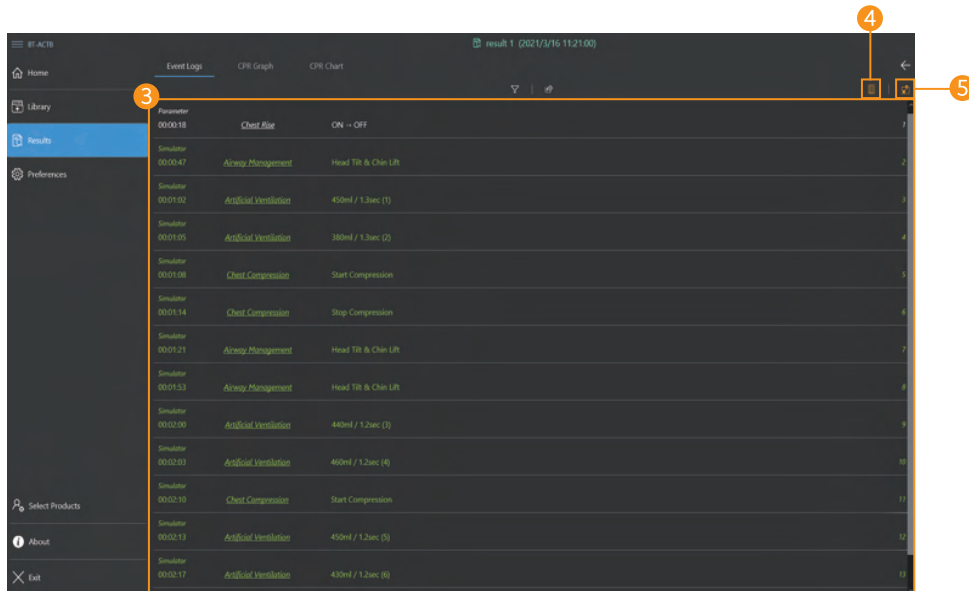 4
BT-ACTB
result 1 (2021/3/16 11:21:00)
Home
Event Logs
CPR Graph
CPR Chart
5
3
Library
Parameter
00:00:18 Chest Rise ON -- OFF 1
Results
Simulator
00:00:47 Airway Management Head Tilt & Chin Lift 2
Preferences
Simulator
00:01:02 Artificial Ventilation 450ml / 1.3sec (1) 3
Simulator
00:01:05 Artificial Ventilation 380ml / 1.3sec (2) 4
Simulator
00:01:08 Chest Compression Start Compression 5
Simulator
00:01:14 Chest Compression Stop Compression 6
Simulator
00:01:21 Airway Management Head Tilt & Chin Lift 7
Simulator
00:01:53 Airway Management Head Tilt & Chin Lift 8
Simulator
00:02:00 Artificial Ventilation 440ml / 1.2sec (3) 9
Simulator
00:02:03 Artificial Ventilation 460ml / 1.2sec (4) 10
Simulator
00:02:10 Chest Compression Start Compression 11
Select Products
Simulator
00:02:13 Artificial Ventilation 450ml / 1.2sec (5) 12
About
Simulator
00:02:17 Artificial Ventilation 430ml / 1.2sec (6) 13
Exit